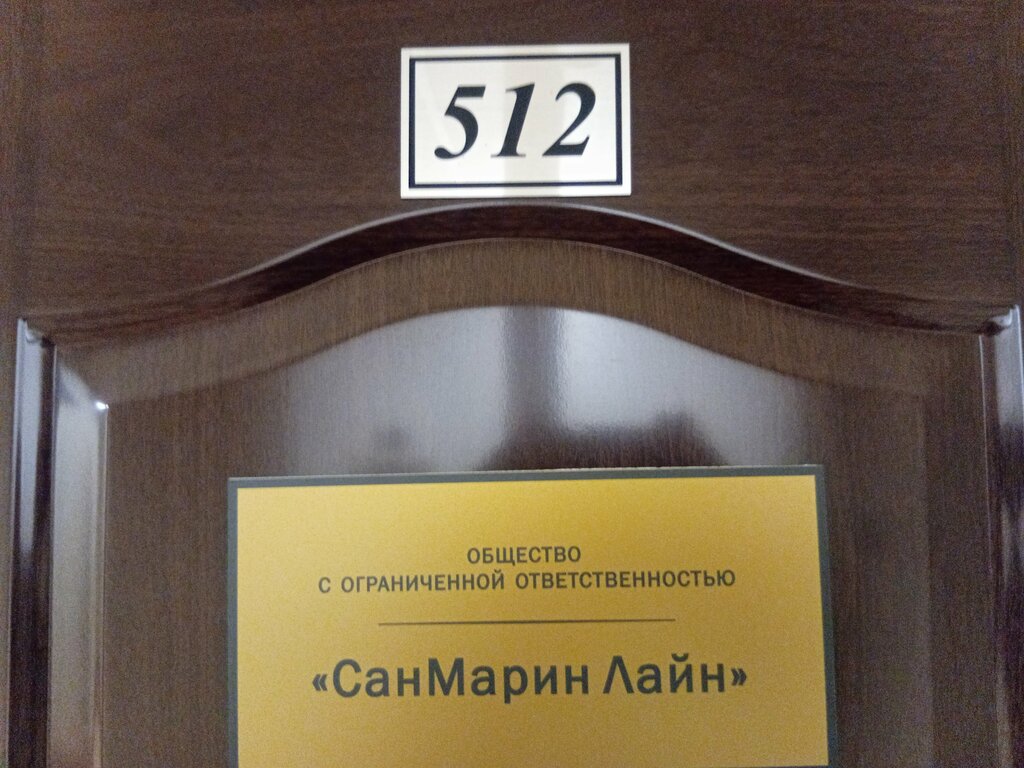 512
ОБЩЕСТВО
С ОГРАНИЧЕННОЙ ОТВЕТСТВЕННОСТЬЮ
«СанМарин Лайн»